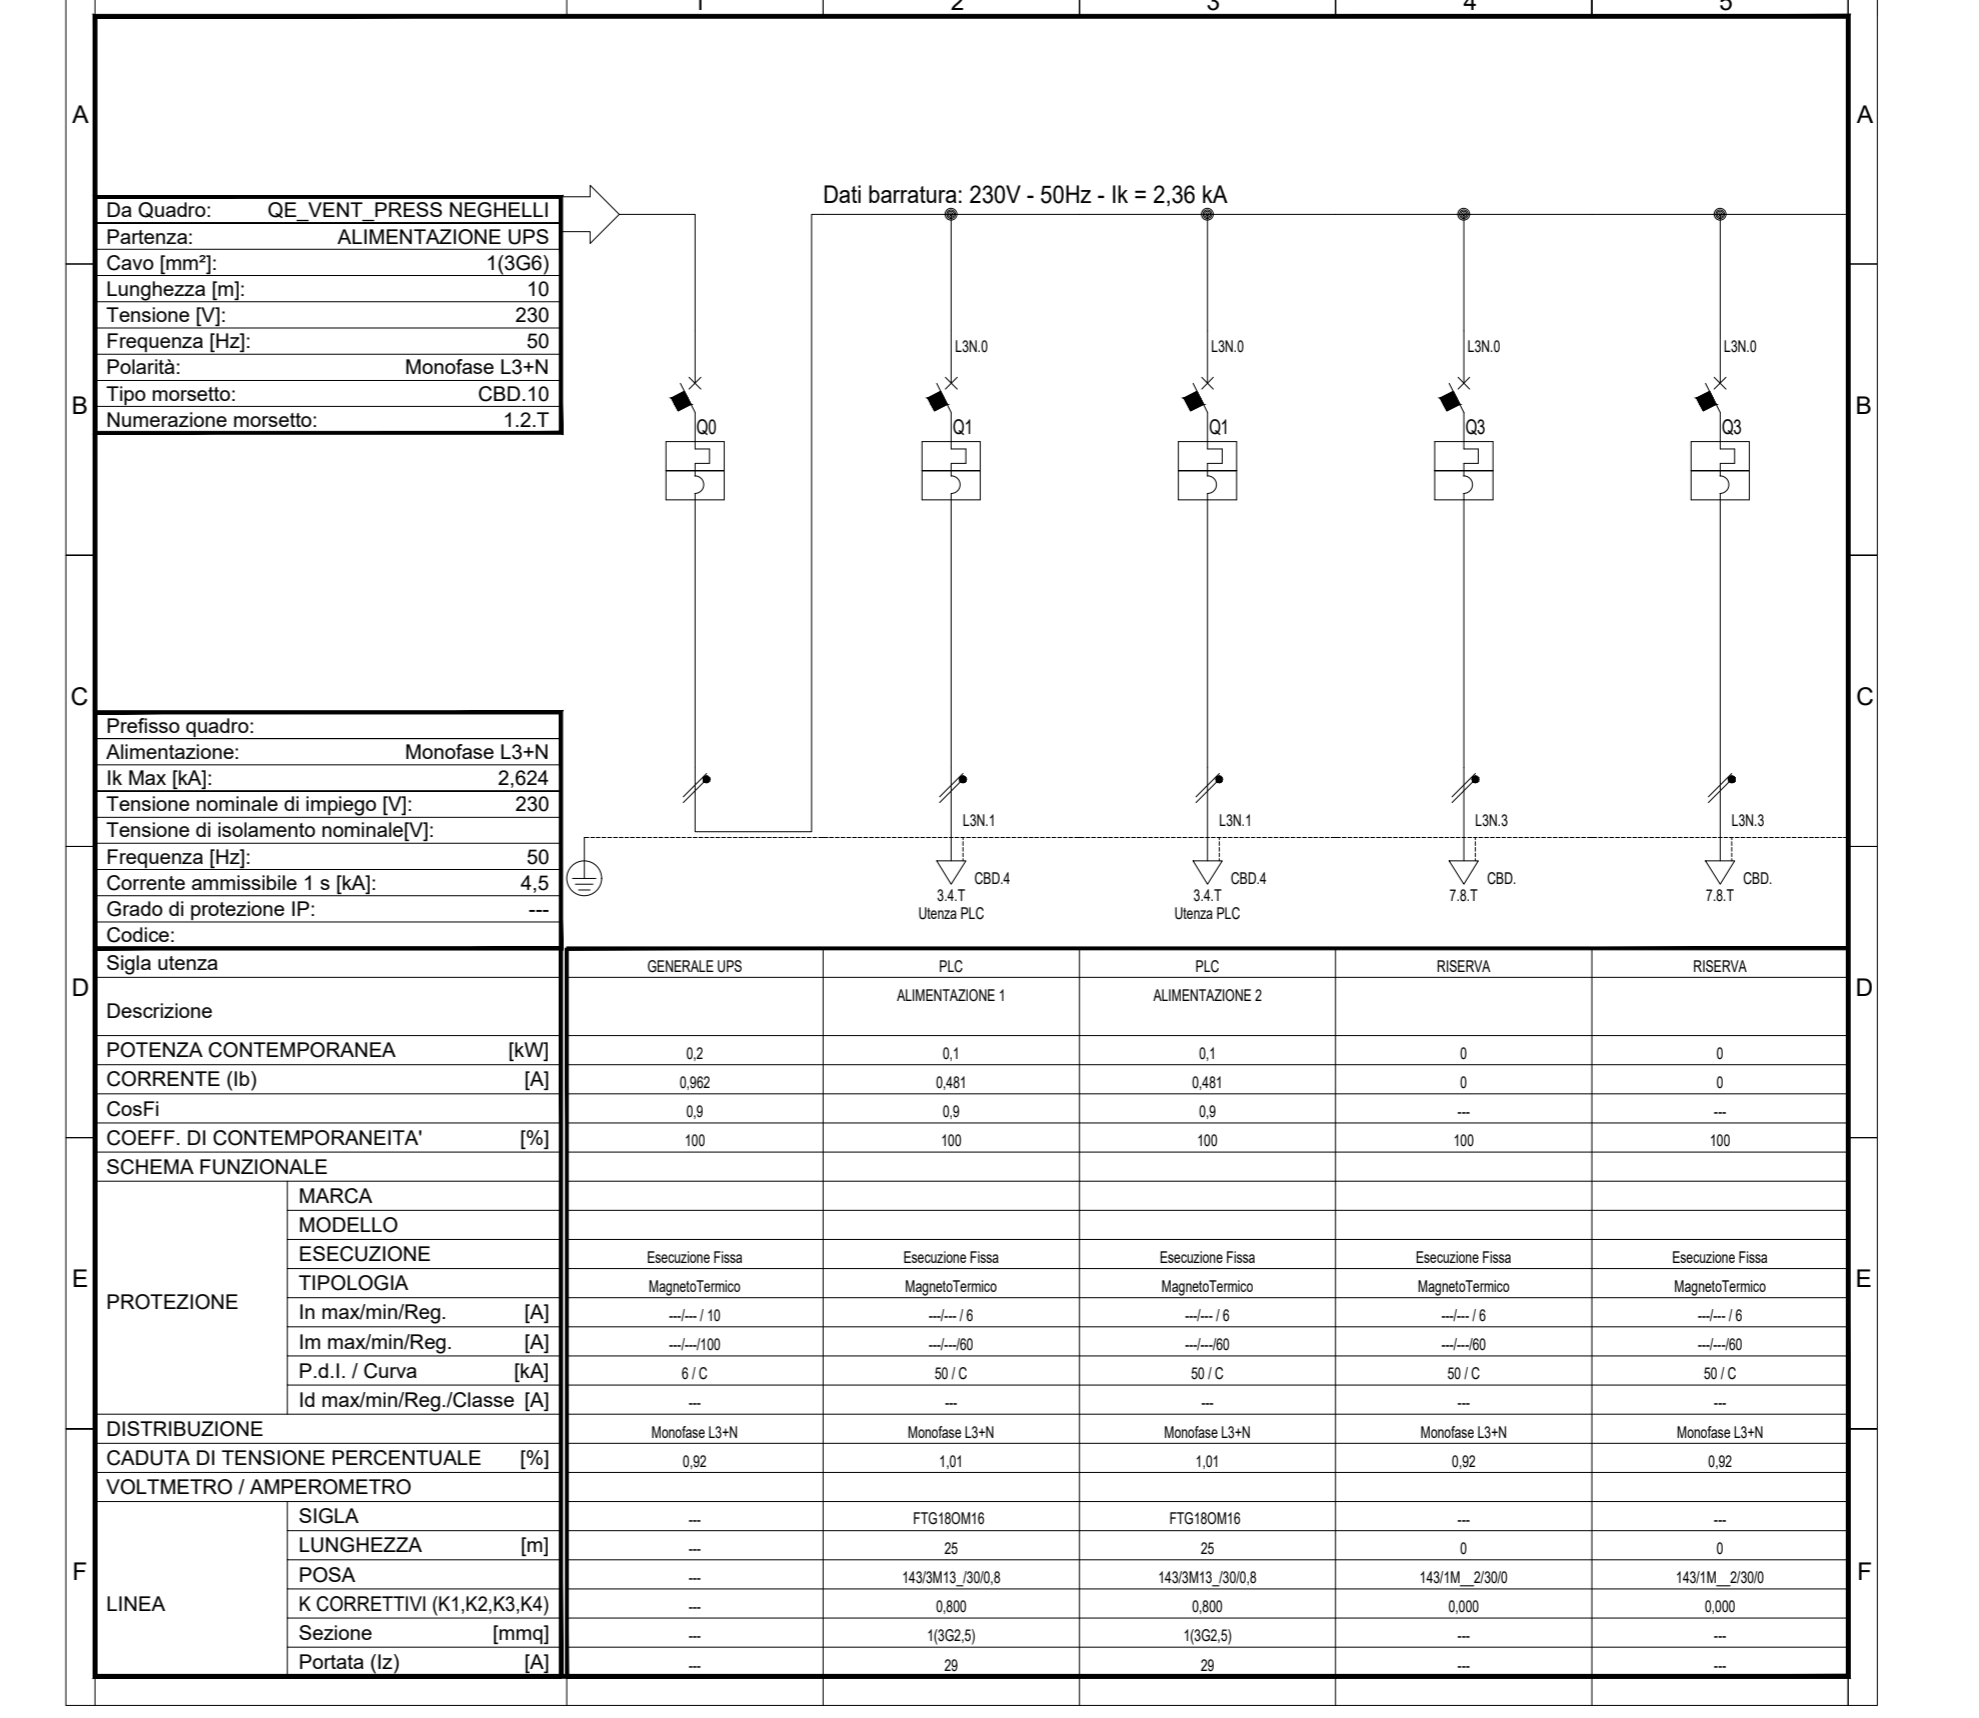 1 2 3 4 5
A A
Dati barratura: 230V - 50Hz - Ik = 2,36 kA
Da Quadro: QE_VENT_PRESS NEGHELLI
Partenza: ALIMENTAZIONE UPS
Cavo [mm²]: 1(3G6)
Lunghezza [m]: 10
Tensione [V]: 230
Frequenza [Hz]: 50
Polarità: Monofase L3+N
Tipo morsetto: CBD.10
Numerazione morsetto: 1.2.T
L3N.0 L3N.0 L3N.0 L3N.0
B B
Q0 Q1 Q1 Q3 Q3
C C
Prefisso quadro:
Alimentazione: Monofase L3+N
Ik Max [kA]: 2,624
Tensione nominale di impiego [V]: 230
Tensione di isolamento nominale[V]:
Frequenza [Hz]: 50
Corrente ammissibile 1 s [kA]: 4,5
Grado di protezione IP: ---
Codice:
L3N.1 L3N.1 L3N.3 L3N.3
CBD.4 CBD.4 CBD. CBD.
3.4.T 3.4.T 7.8.T 7.8.T
Utenza PLC Utenza PLC
D D
Sigla utenza GENERALE UPS PLC PLC RISERVA RISERVA
Descrizione ALIMENTAZIONE 1 ALIMENTAZIONE 2
POTENZA CONTEMPORANEA [kW] 0,2 0,1 0,1 0 0
CORRENTE (Ib) [A] 0,962 0,481 0,481 0 0
CosFi 0,9 0,9 0,9 --- ---
COEFF. DI CONTEMPORANEITA' [%] 100 100 100 100 100
SCHEMA FUNZIONALE
E E
PROTEZIONE
MARCA
MODELLO
ESECUZIONE Esecuzione Fissa Esecuzione Fissa Esecuzione Fissa Esecuzione Fissa Esecuzione Fissa
TIPOLOGIA MagnetoTermico MagnetoTermico MagnetoTermico MagnetoTermico MagnetoTermico
In max/min/Reg. [A] ---/--- / 10 ---/--- / 6 ---/--- / 6 ---/--- / 6 ---/--- / 6
Im max/min/Reg. [A] ---/---/100 ---/---/60 ---/---/60 ---/---/60 ---/---/60
P.d.I. / Curva [kA] 6 / C 50 / C 50 / C 50 / C 50 / C
Id max/min/Reg./Classe [A] --- --- --- --- ---
DISTRIBUZIONE Monofase L3+N Monofase L3+N Monofase L3+N Monofase L3+N Monofase L3+N
CADUTA DI TENSIONE PERCENTUALE [%] 0,92 1,01 1,01 0,92 0,92
VOLTMETRO / AMPEROMETRO
F F
LINEA
SIGLA --- FTG18OM16 FTG18OM16 --- ---
LUNGHEZZA [m] --- 25 25 0 0
POSA --- 143/3M13_/30/0,8 143/3M13_/30/0,8 143/1M__2/30/0 143/1M__2/30/0
K CORRETTIVI (K1,K2,K3,K4) --- 0,800 0,800 0,000 0,000
Sezione [mmq] --- 1(3G2,5) 1(3G2,5) --- ---
Portata (Iz) [A] --- 29 29 --- ---